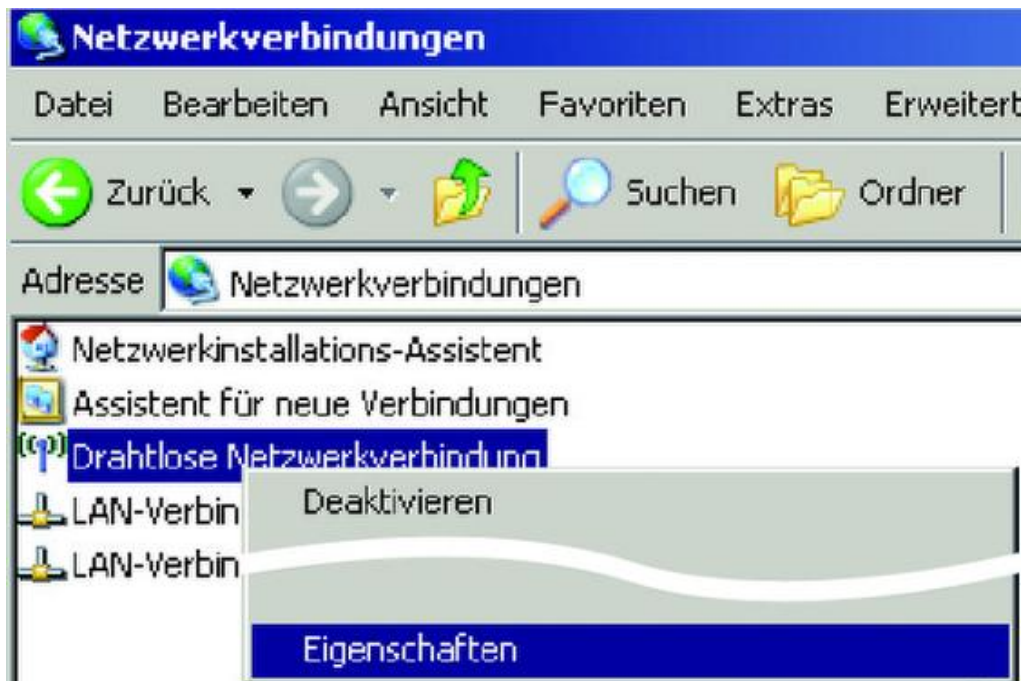 Netzwerkverbindungen
Datei Bearbeiten Ansicht Favoriten Extras Erweitert
Zurück Suchen Ordner
Adresse Netzwerkverbindungen
Netzwerkinstallations-Assistent
Assistent für neue Verbindungen
Drahtlose Netzwerkverbindung
LAN-Verbin Deaktivieren
LAN-Verbin
Eigenschaften